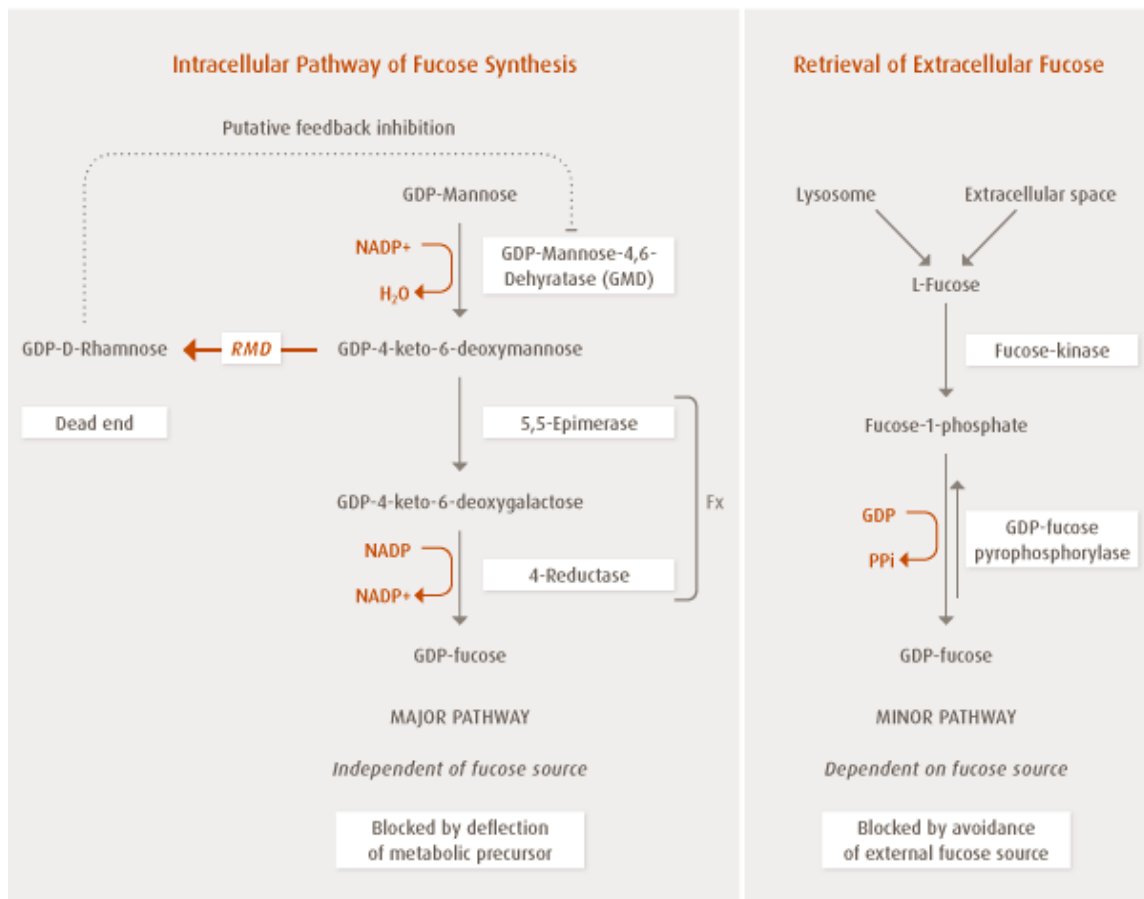 Intracellular Pathway of Fucose Synthesis
Putative feedback inhibition
GDP-Mannose
NADP+
H₂O
GDP-Mannose-4,6-
Dehyratase (GMD)
GDP-D-Rhamnose
RMD
GDP-4-keto-6-deoxymannose
Dead end
5,5-Epimerase
GDP-4-keto-6-deoxygalactose
Fx
NADP
NADP+
4-Reductase
GDP-fucose
MAJOR PATHWAY
Independent of fucose source
Blocked by deflection
of metabolic precursor
Retrieval of Extracellular Fucose
Lysosome
Extracellular space
L-Fucose
Fucose-kinase
Fucose-1-phosphate
GDP
PPi
GDP-fucose
pyrophosphorylase
GDP-fucose
MINOR PATHWAY
Dependent on fucose source
Blocked by avoidance
of external fucose source